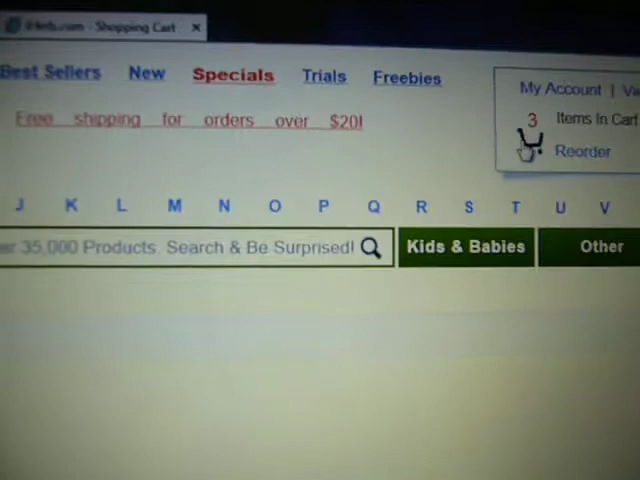 - Shopping Cart x
Best Sellers New Specials Trials Freebies
My Account |
Free shipping for orders over $20!
3 Items In Cart
Reorder
J K L M N O P Q R S T U V
35,000 Products. Search & Be Surprised! Kids & Babies Other